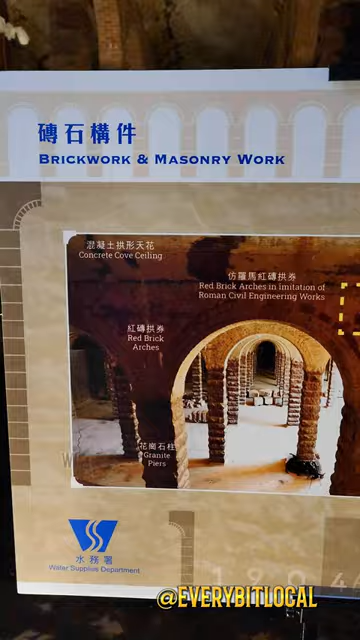 磚石構件
BRICKWORK & MASONRY WORK
混凝土拱形天花
Concrete Cove Ceiling
仿羅馬紅磚拱券
Red Brick Arches in imitation of
Roman Civil Engineering Works
紅磚拱券
Red Brick
Arches
花崗石柱
Granite
Piers
水務署
Water Supplies Department
1904
@EVERYBITLOCAL